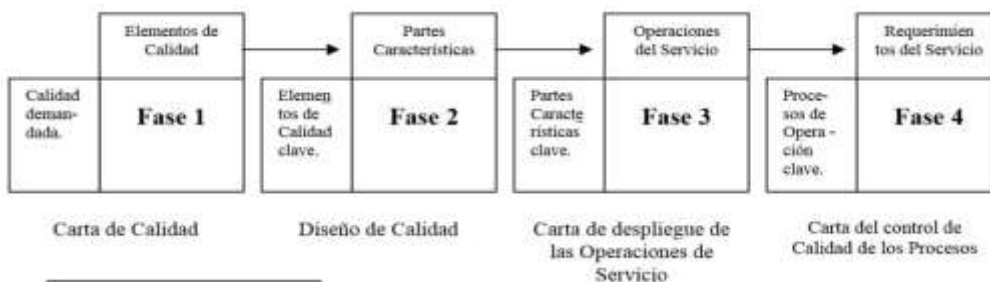 Elementos de
Calidad
Partes
Características
Operaciones
del Servicio
Requerimien
tos del Servicio
Calidad
deman-
dada.
Fase 1
Elemen
tos de
Calidad
clave.
Fase 2
Partes
Caracte
rísticas
clave.
Fase 3
Proce-
sos de
Opera -
ción
clave.
Fase 4
Carta de Calidad
Diseño de Calidad
Carta de despliegue de
las Operaciones de
Servicio
Carta del control de
Calidad de los Procesos